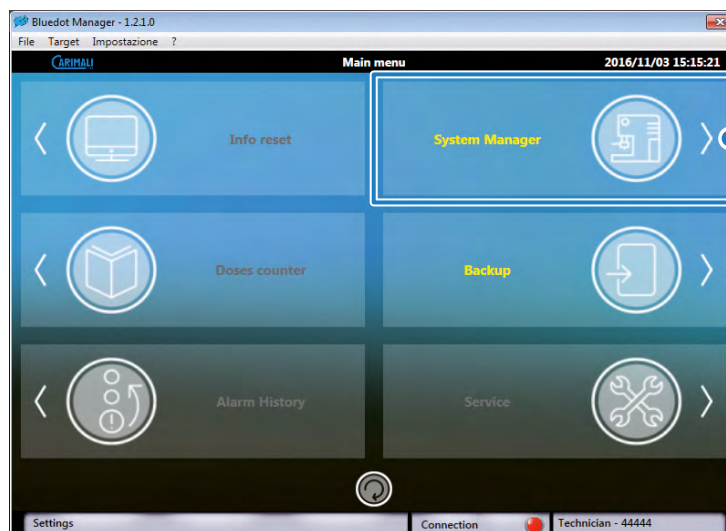 Bluedot Manager - 1.2.1.0
File Target Impostazione ?
CARIMALI Main menu 2016/11/03 15:15:21
Info reset System Manager
Doses counter Backup
Alarm History Service
Settings Connection Technician - 44444